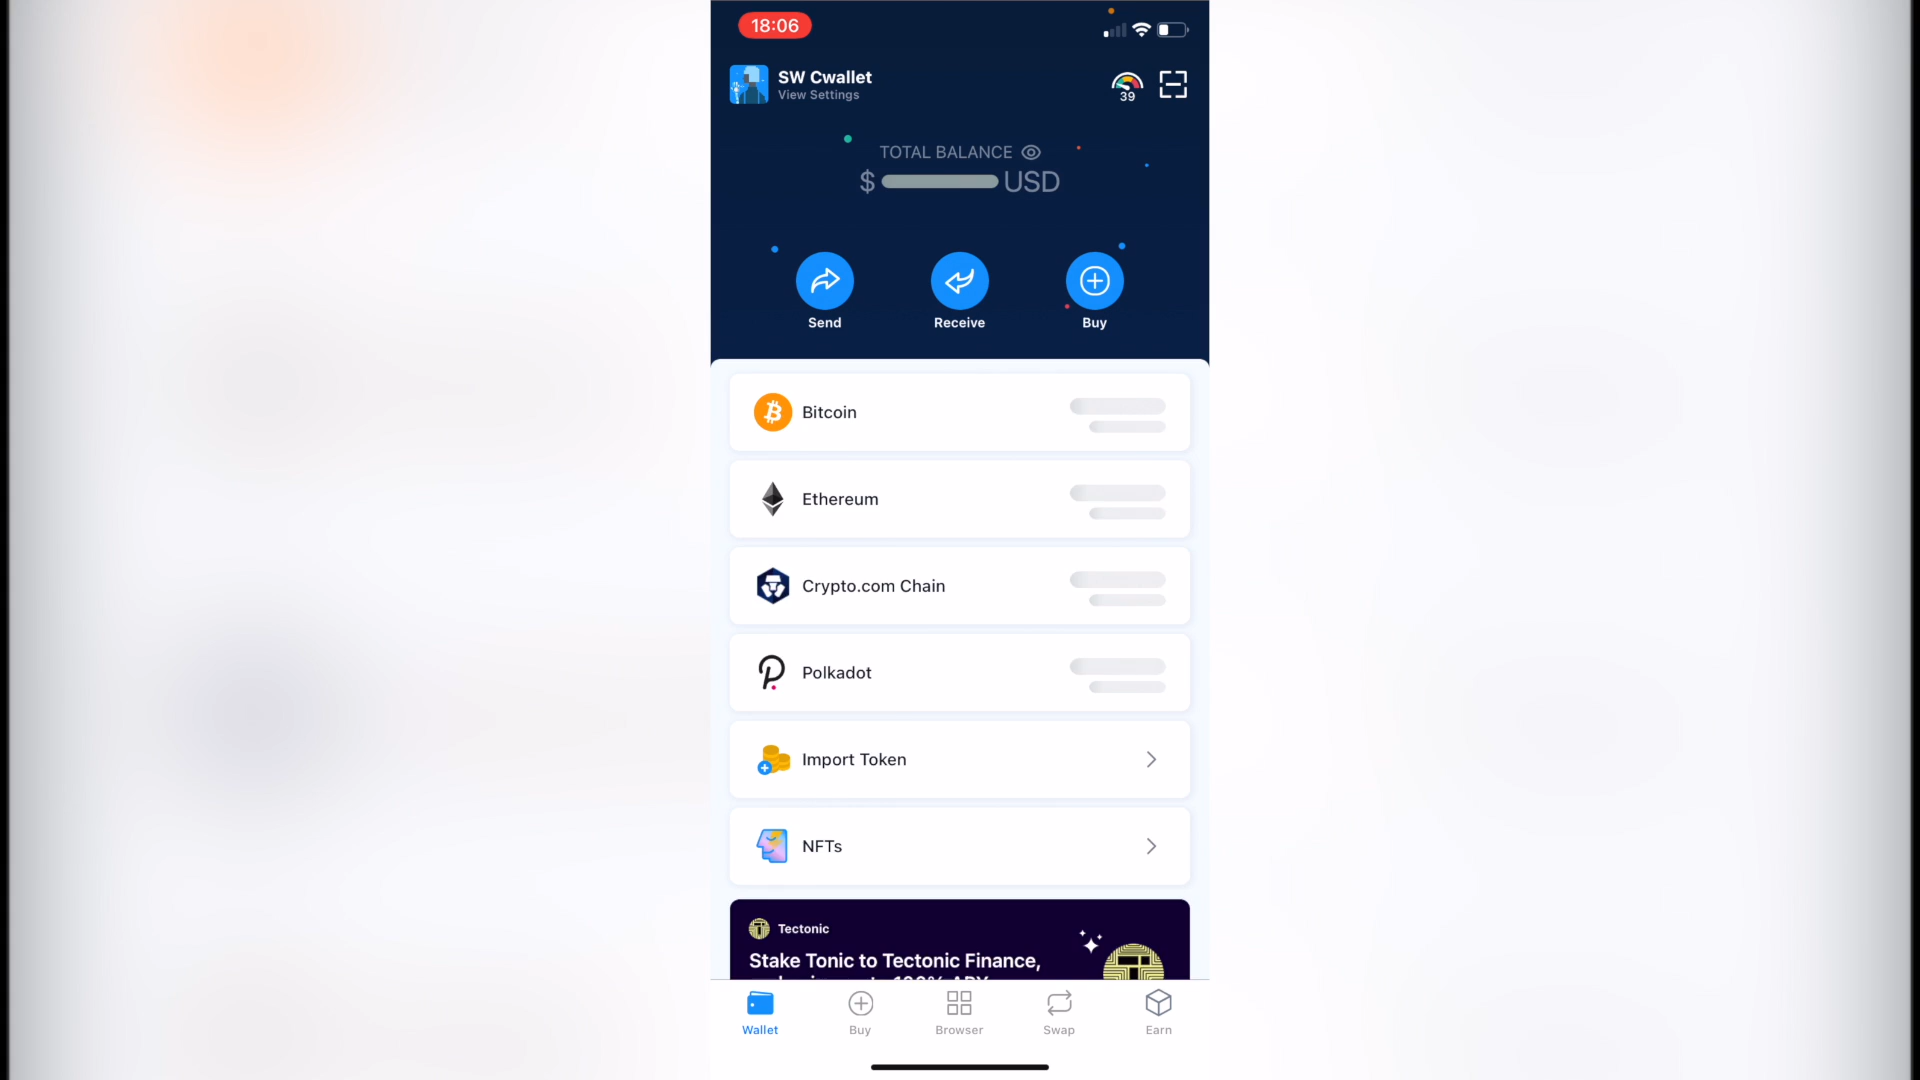 18:06
SW Cwallet
View Settings
39
TOTAL BALANCE
$ USD
Send
Receive
Buy
Bitcoin
Ethereum
Crypto.com Chain
Polkadot
Import Token
NFTs
Tectonic
Stake Tonic to Tectonic Finance,
Wallet
Buy
Browser
Swap
Earn